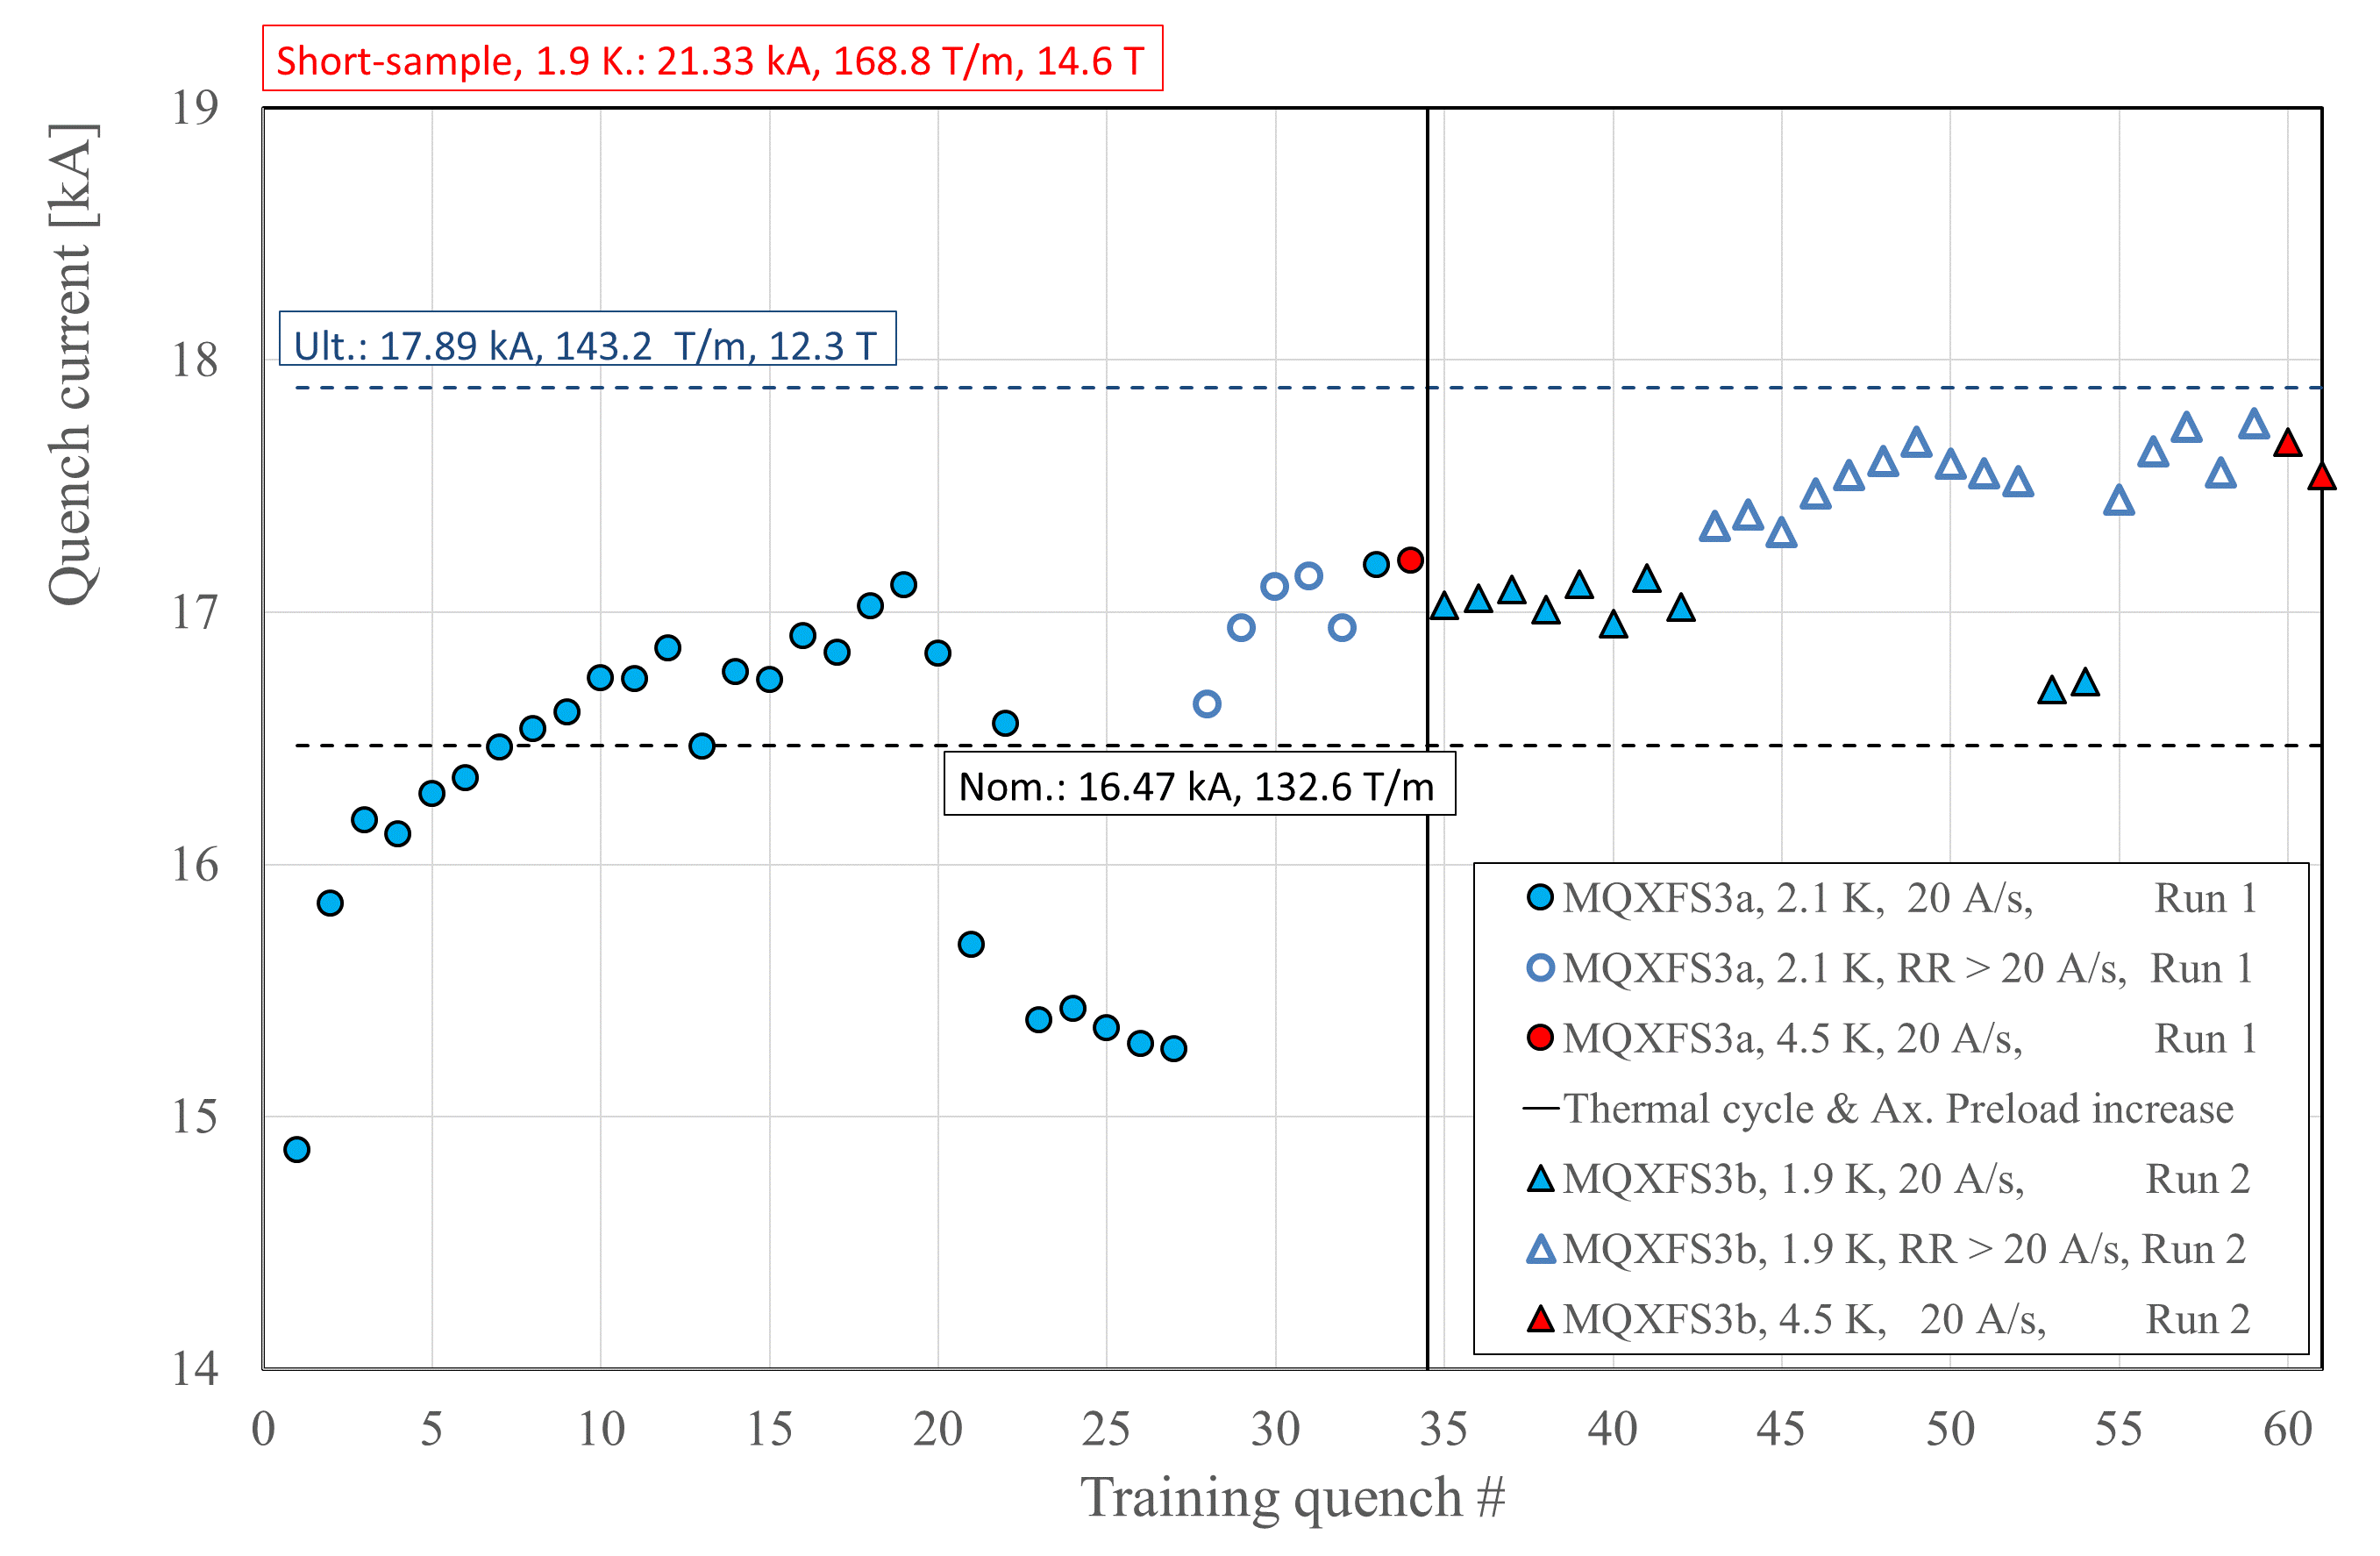 Short-sample, 1.9 K.: 21.33 kA, 168.8 T/m, 14.6 T
Quench current [kA]
19
18
17
16
15
14
Ult.: 17.89 kA, 143.2 T/m, 12.3 T
Nom.: 16.47 kA, 132.6 T/m
MQXFS3a, 2.1 K, 20 A/s, Run 1
MQXFS3a, 2.1 K, RR > 20 A/s, Run 1
MQXFS3a, 4.5 K, 20 A/s, Run 1
Thermal cycle & Ax. Preload increase
MQXFS3b, 1.9 K, 20 A/s, Run 2
MQXFS3b, 1.9 K, RR > 20 A/s, Run 2
MQXFS3b, 4.5 K, 20 A/s, Run 2
0 5 10 15 20 25 30 35 40 45 50 55 60
Training quench #